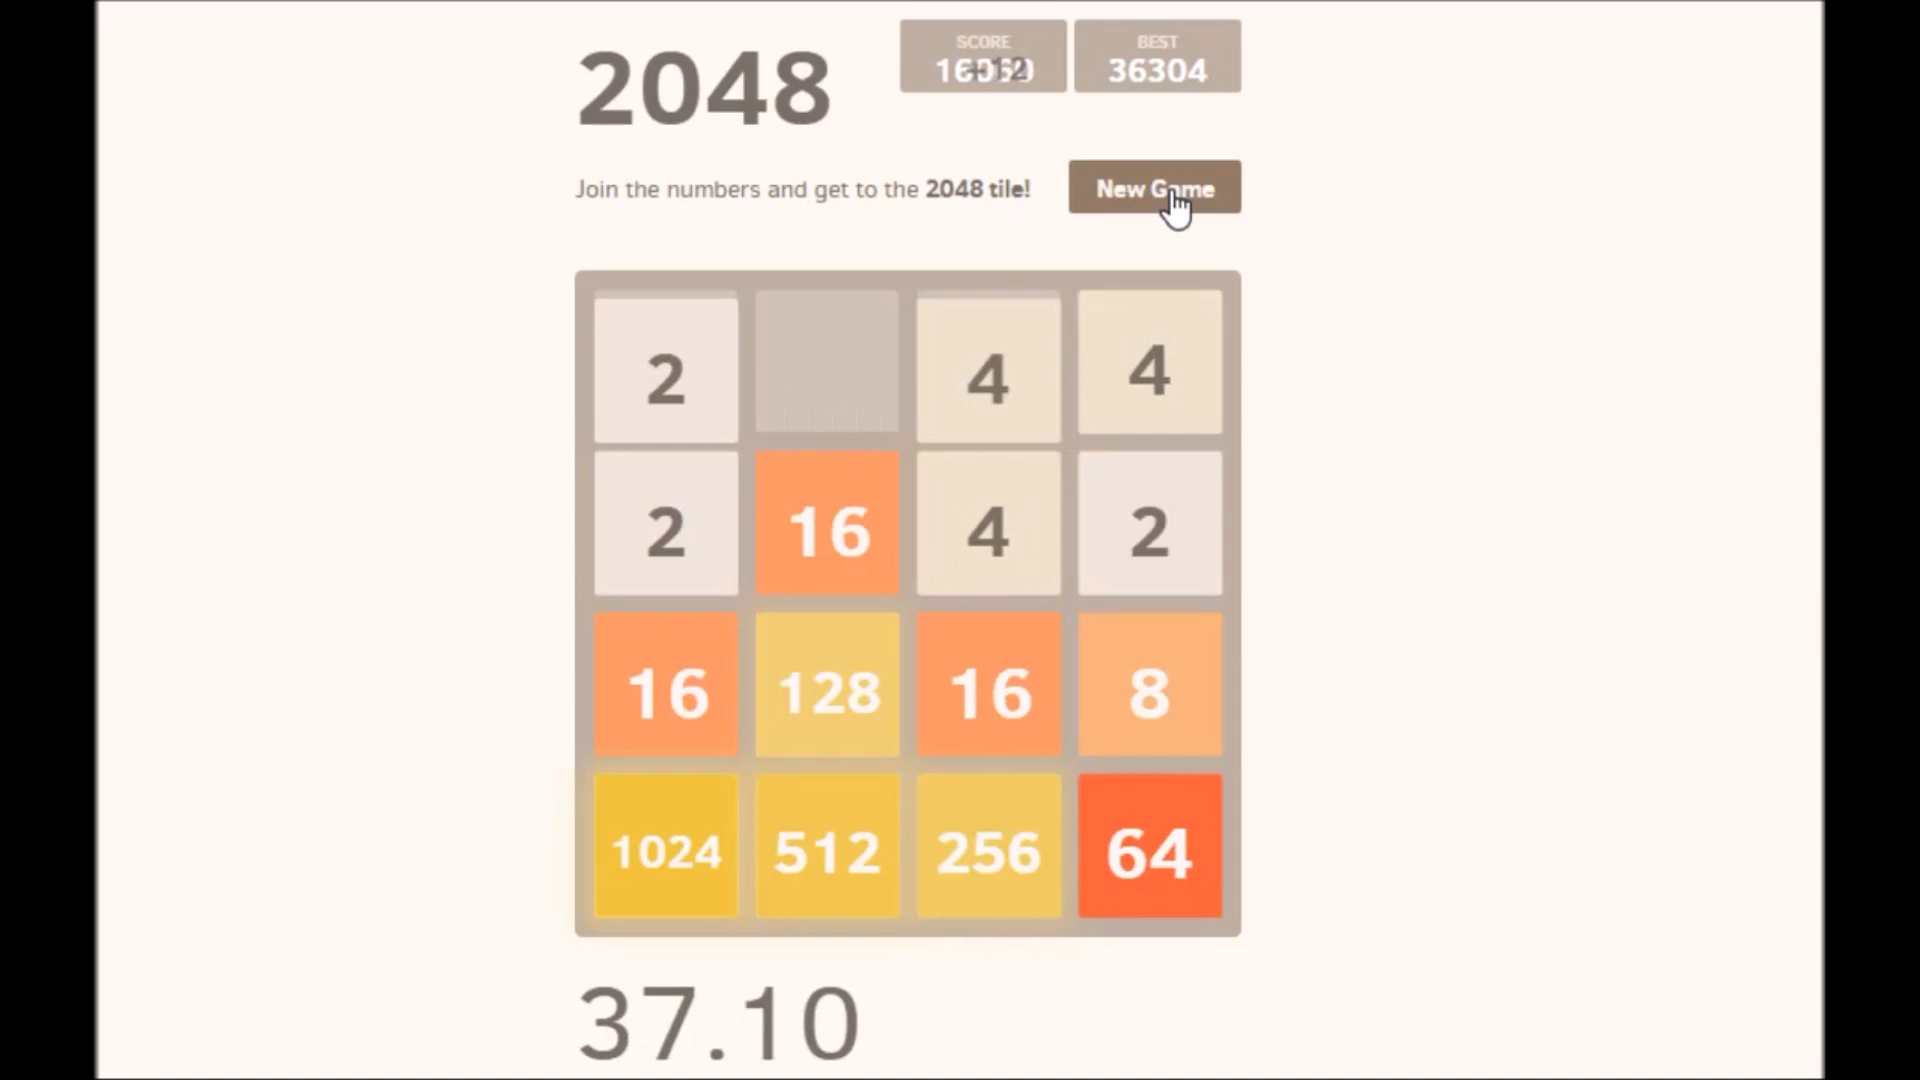 2048
SCORE
BEST
36304
Join the numbers and get to the 2048 tile!
New Game
2 4 4
2 16 4 2
16 128 16 8
1024 512 256 64
37.10